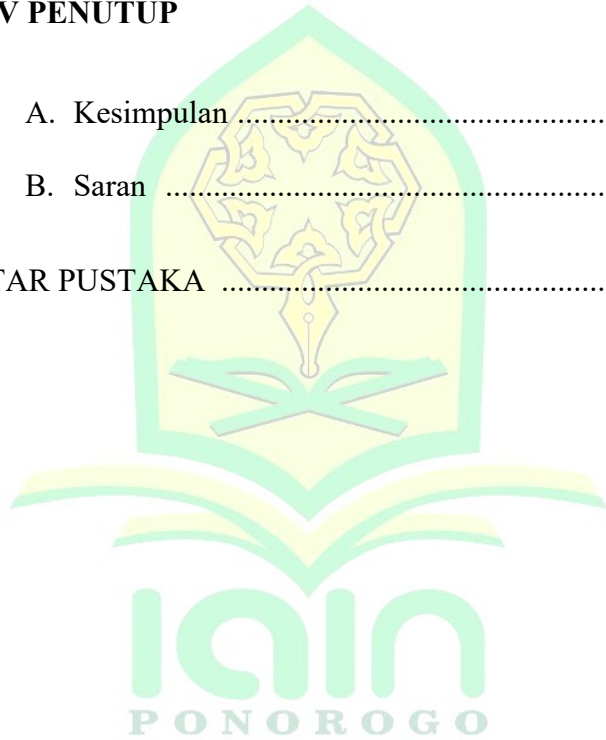 V PENUTUP
A. Kesimpulan ..............................................
B. Saran .......................................................
TAR PUSTAKA ................................................
IAIN
PONOROGO